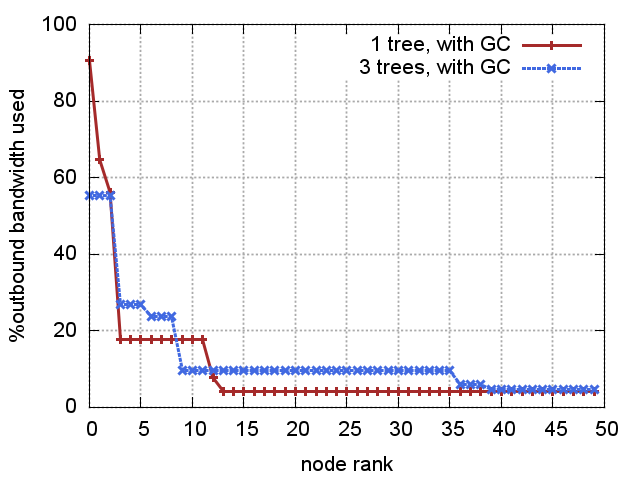 100
80
60
40
20
0
%outbound bandwidth used
1 tree, with GC
3 trees, with GC
0 5 10 15 20 25 30 35 40 45 50
node rank